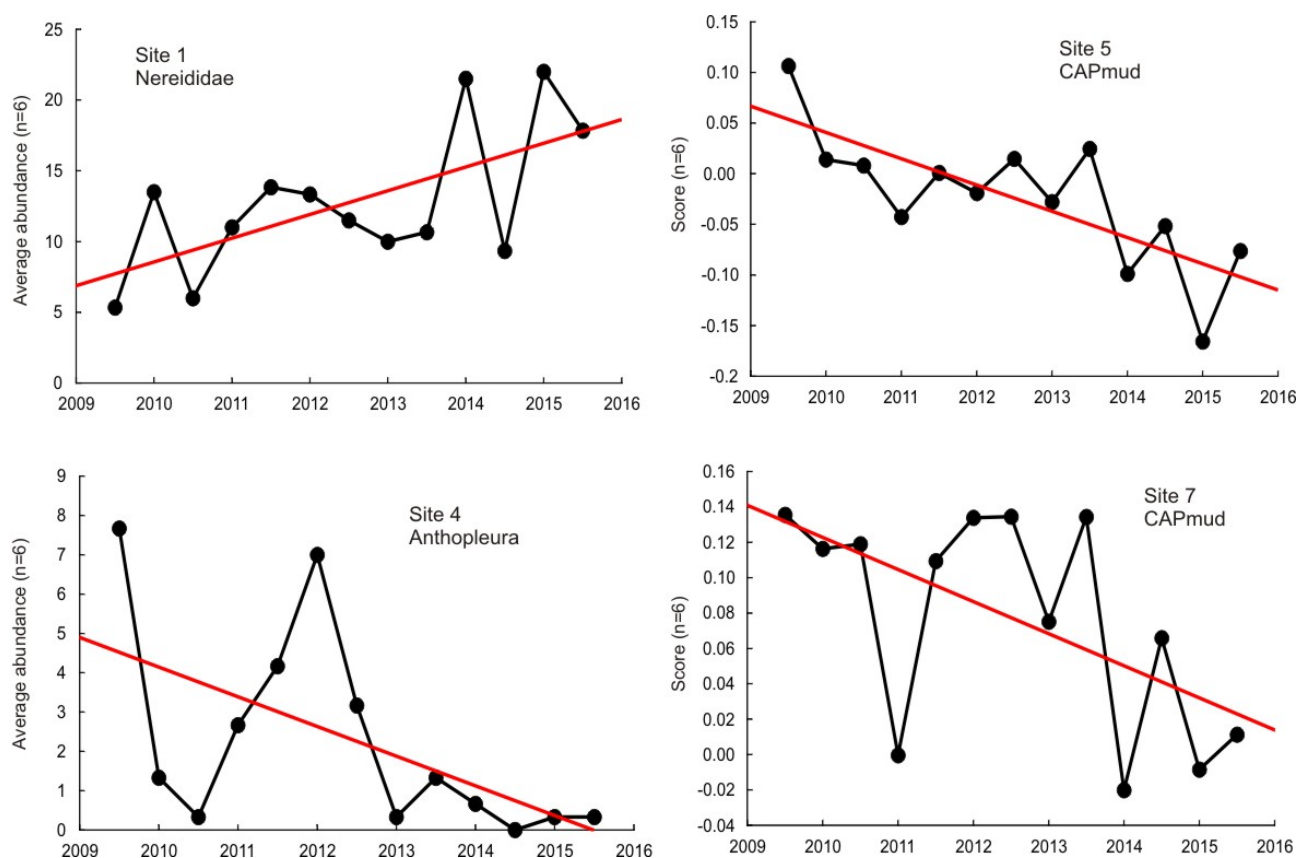 Site 1
Nereididae
Average abundance (n=6)
25
20
15
10
5
0
2009 2010 2011 2012 2013 2014 2015 2016
Site 5
CAPmud
Score (n=6)
0.15
0.10
0.05
0.00
-0.05
-0.10
-0.15
-0.2
2009 2010 2011 2012 2013 2014 2015 2016
Site 4
Anthopleura
Average abundance (n=6)
9
8
7
6
5
4
3
2
1
0
2009 2010 2011 2012 2013 2014 2015 2016
Site 7
CAPmud
Score (n=6)
0.16
0.14
0.12
0.10
0.08
0.06
0.04
0.02
0.00
-0.02
-0.04
2009 2010 2011 2012 2013 2014 2015 2016